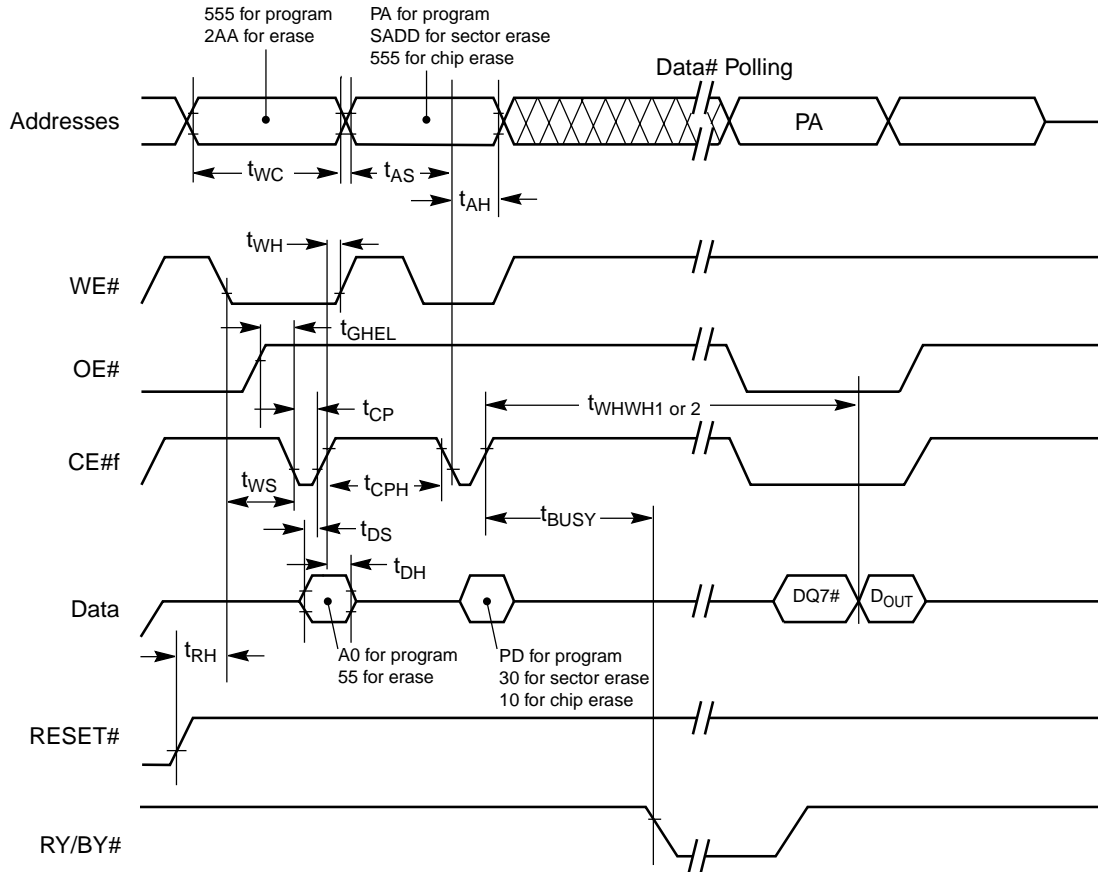 555 for program
2AA for erase
PA for program
SADD for sector erase
555 for chip erase
Data# Polling
Addresses
PA
tWC
tAS
tAH
tWH
WE#
tGHEL
OE#
tWHWH1 or 2
tCP
CE#f
tWS
tCPH
tBUSY
tDS
tDH
Data
DQ7#
DOUT
tRH
A0 for program
55 for erase
PD for program
30 for sector erase
10 for chip erase
RESET#
RY/BY#